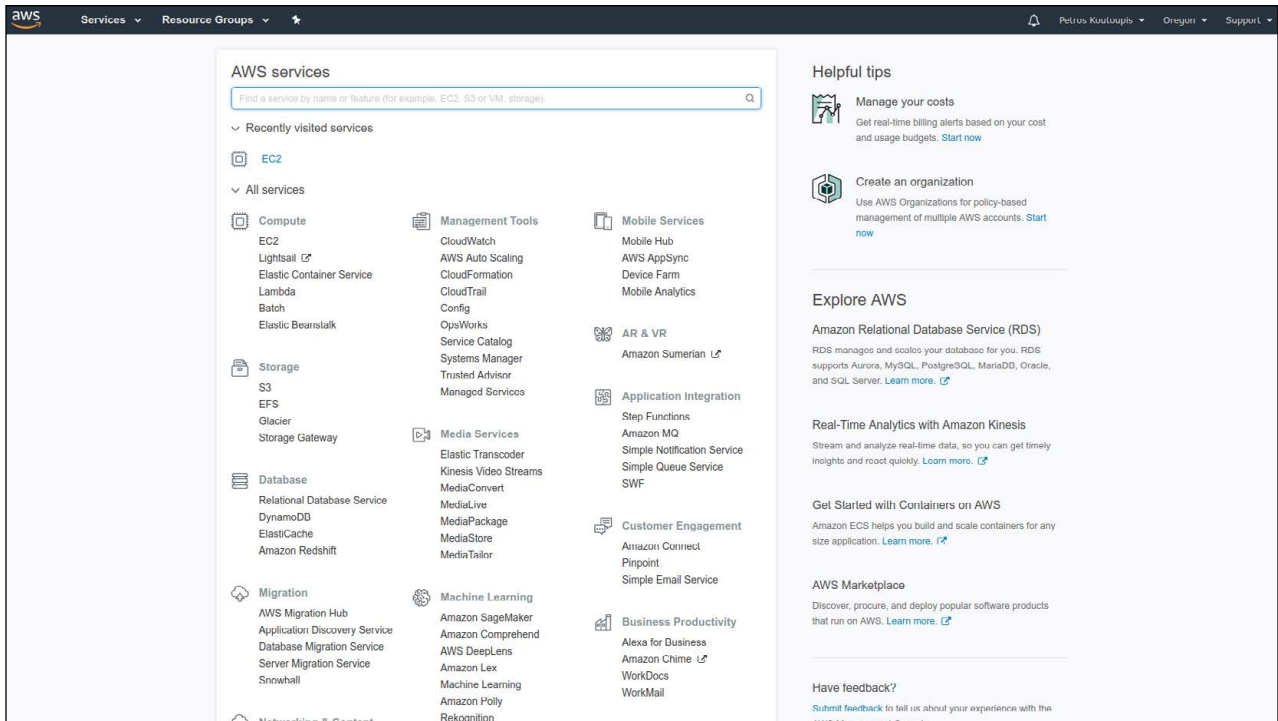 aws Services Resource Groups Petros Koutoupis Oregon Support
AWS services
Find a service by name or feature (for example, EC2, S3 or VM, storage).
Recently visited services
EC2
All services
Compute
EC2
Lightsail
Elastic Container Service
Lambda
Batch
Elastic Beanstalk
Storage
S3
EFS
Glacier
Storage Gateway
Database
Relational Database Service
DynamoDB
ElastiCache
Amazon Redshift
Migration
AWS Migration Hub
Application Discovery Service
Database Migration Service
Server Migration Service
Snowball
Networking & Content
Management Tools
CloudWatch
AWS Auto Scaling
CloudFormation
CloudTrail
Config
OpsWorks
Service Catalog
Systems Manager
Trusted Advisor
Managed Services
Media Services
Elastic Transcoder
Kinesis Video Streams
MediaConvert
MediaLive
MediaPackage
MediaStore
MediaTailor
Machine Learning
Amazon SageMaker
Amazon Comprehend
AWS DeepLens
Amazon Lex
Machine Learning
Amazon Polly
Rekognition
Mobile Services
Mobile Hub
AWS AppSync
Device Farm
Mobile Analytics
AR & VR
Amazon Sumerian
Application Integration
Step Functions
Amazon MQ
Simple Notification Service
Simple Queue Service
SWF
Customer Engagement
Amazon Connect
Pinpoint
Simple Email Service
Business Productivity
Alexa for Business
Amazon Chime
WorkDocs
WorkMail
Helpful tips
Manage your costs
Get real-time billing alerts based on your cost
and usage budgets. Start now
Create an organization
Use AWS Organizations for policy-based
management of multiple AWS accounts. Start
now
Explore AWS
Amazon Relational Database Service (RDS)
RDS manages and scales your database for you. RDS
supports Aurora, MySQL, PostgreSQL, MariaDB, Oracle,
and SQL Server. Learn more.
Real-Time Analytics with Amazon Kinesis
Stream and analyze real-time data, so you can get timely
insights and react quickly. Learn more.
Get Started with Containers on AWS
Amazon ECS helps you build and scale containers for any
size application. Learn more.
AWS Marketplace
Discover, procure, and deploy popular software products
that run on AWS. Learn more.
Have feedback?
Submit feedback to tell us about your experience with the